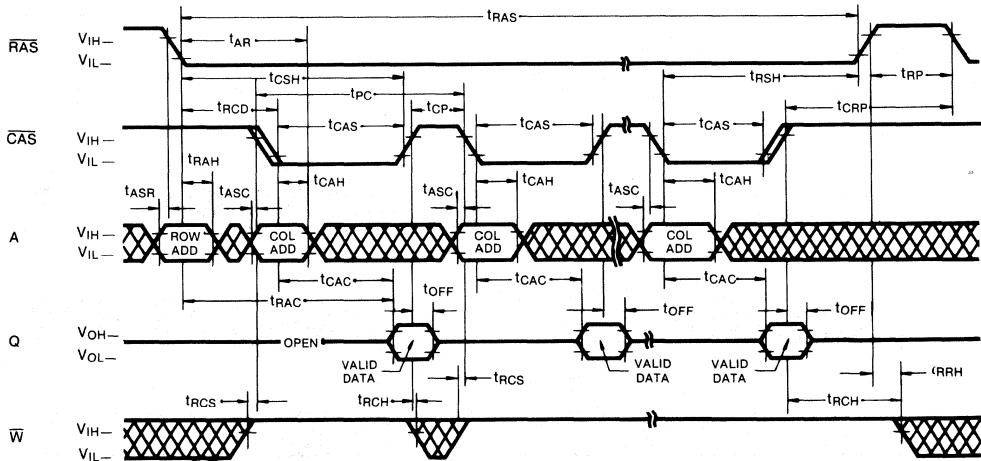 tRAS
RAS
VIH
VIL
tAR
tCSH
tRSH
tRP
tPC
tRCD
tCP
tCRP
CAS
VIH
VIL
tCAS
tCAS
tCAS
tRAH
tCAH
tCAH
tCAH
tASR
tASC
tASC
tASC
A
VIH
VIL
ROW ADD
COL ADD
COL ADD
COL ADD
tCAC
tCAC
tCAC
tRAC
tOFF
tOFF
tOFF
Q
VOH
VOL
OPEN
VALID DATA
VALID DATA
VALID DATA
tRCS
tRRH
tRCS
tRCH
tRCH
W
VIH
VIL